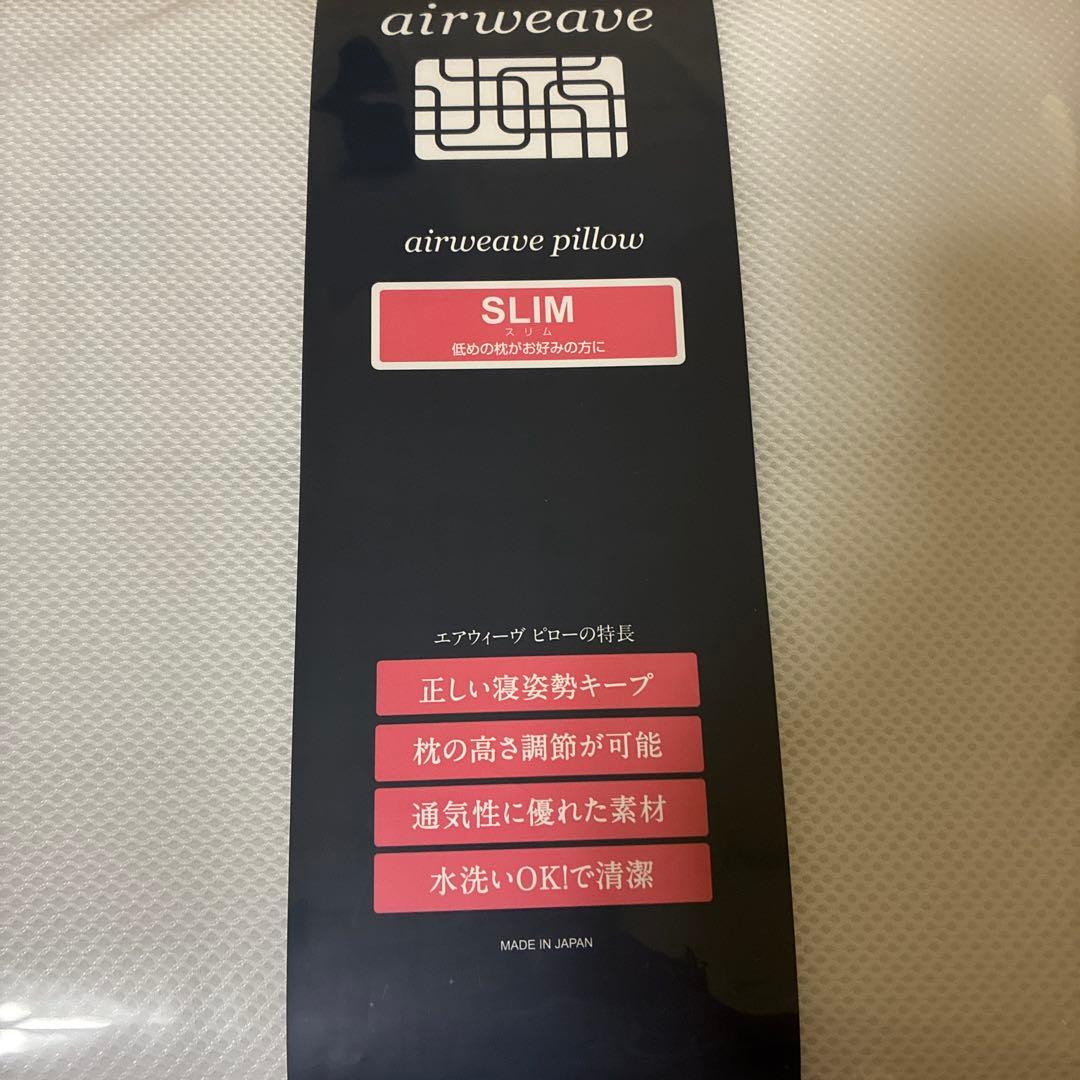 airweave
airweave pillow
SLIM
スリム
低めの枕がお好みの方に
エアウィーヴ ピローの特長
正しい寝姿勢キープ
枕の高さ調節が可能
通気性に優れた素材
水洗いOK!で清潔
MADE IN JAPAN